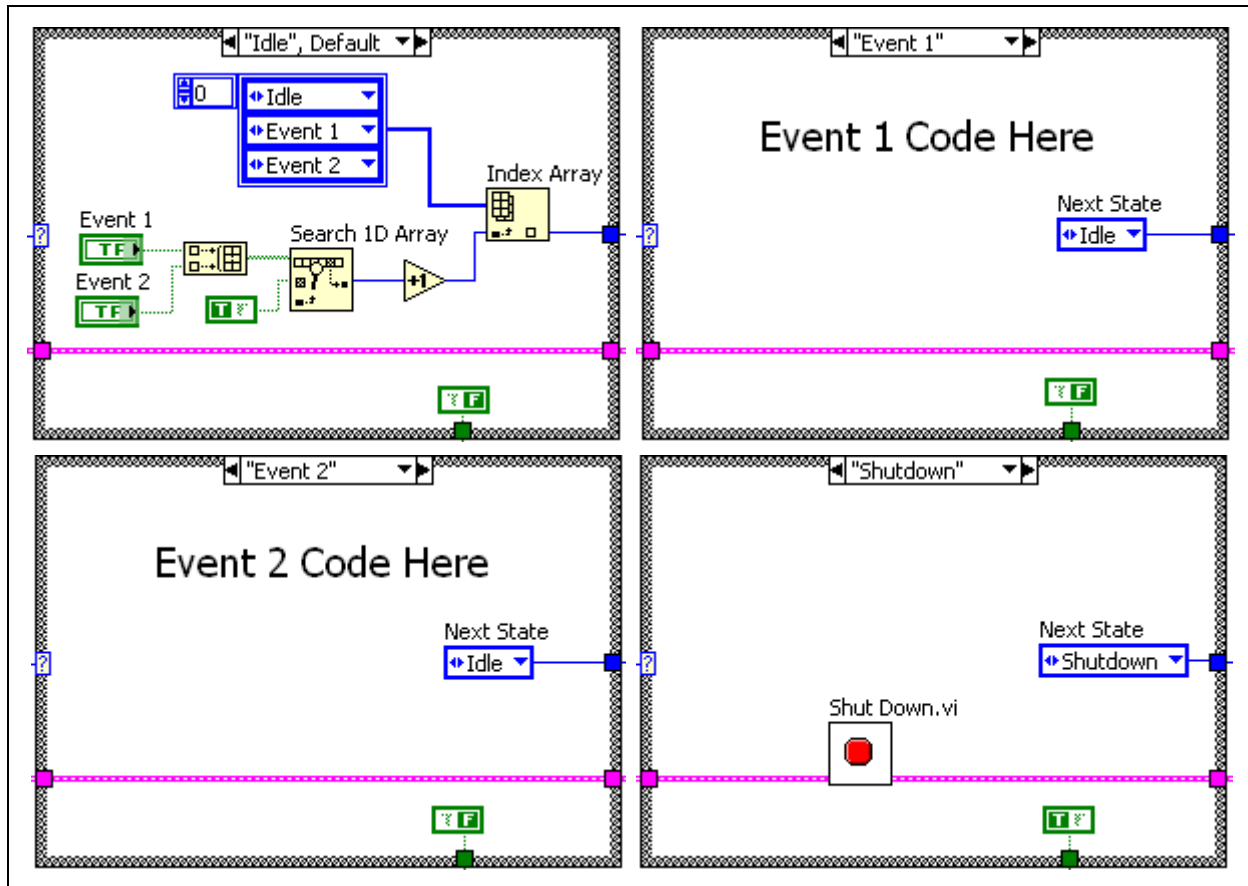 "Idle", Default
0
Idle
Event 1
Event 2
Index Array
Event 1
TF
Search 1D Array
+1
Event 2
TF
T
F
?
"Event 1"
Event 1 Code Here
Next State
Idle
?
F
"Event 2"
Event 2 Code Here
Next State
Idle
?
F
"Shutdown"
Next State
Shutdown
?
Shut Down.vi
T